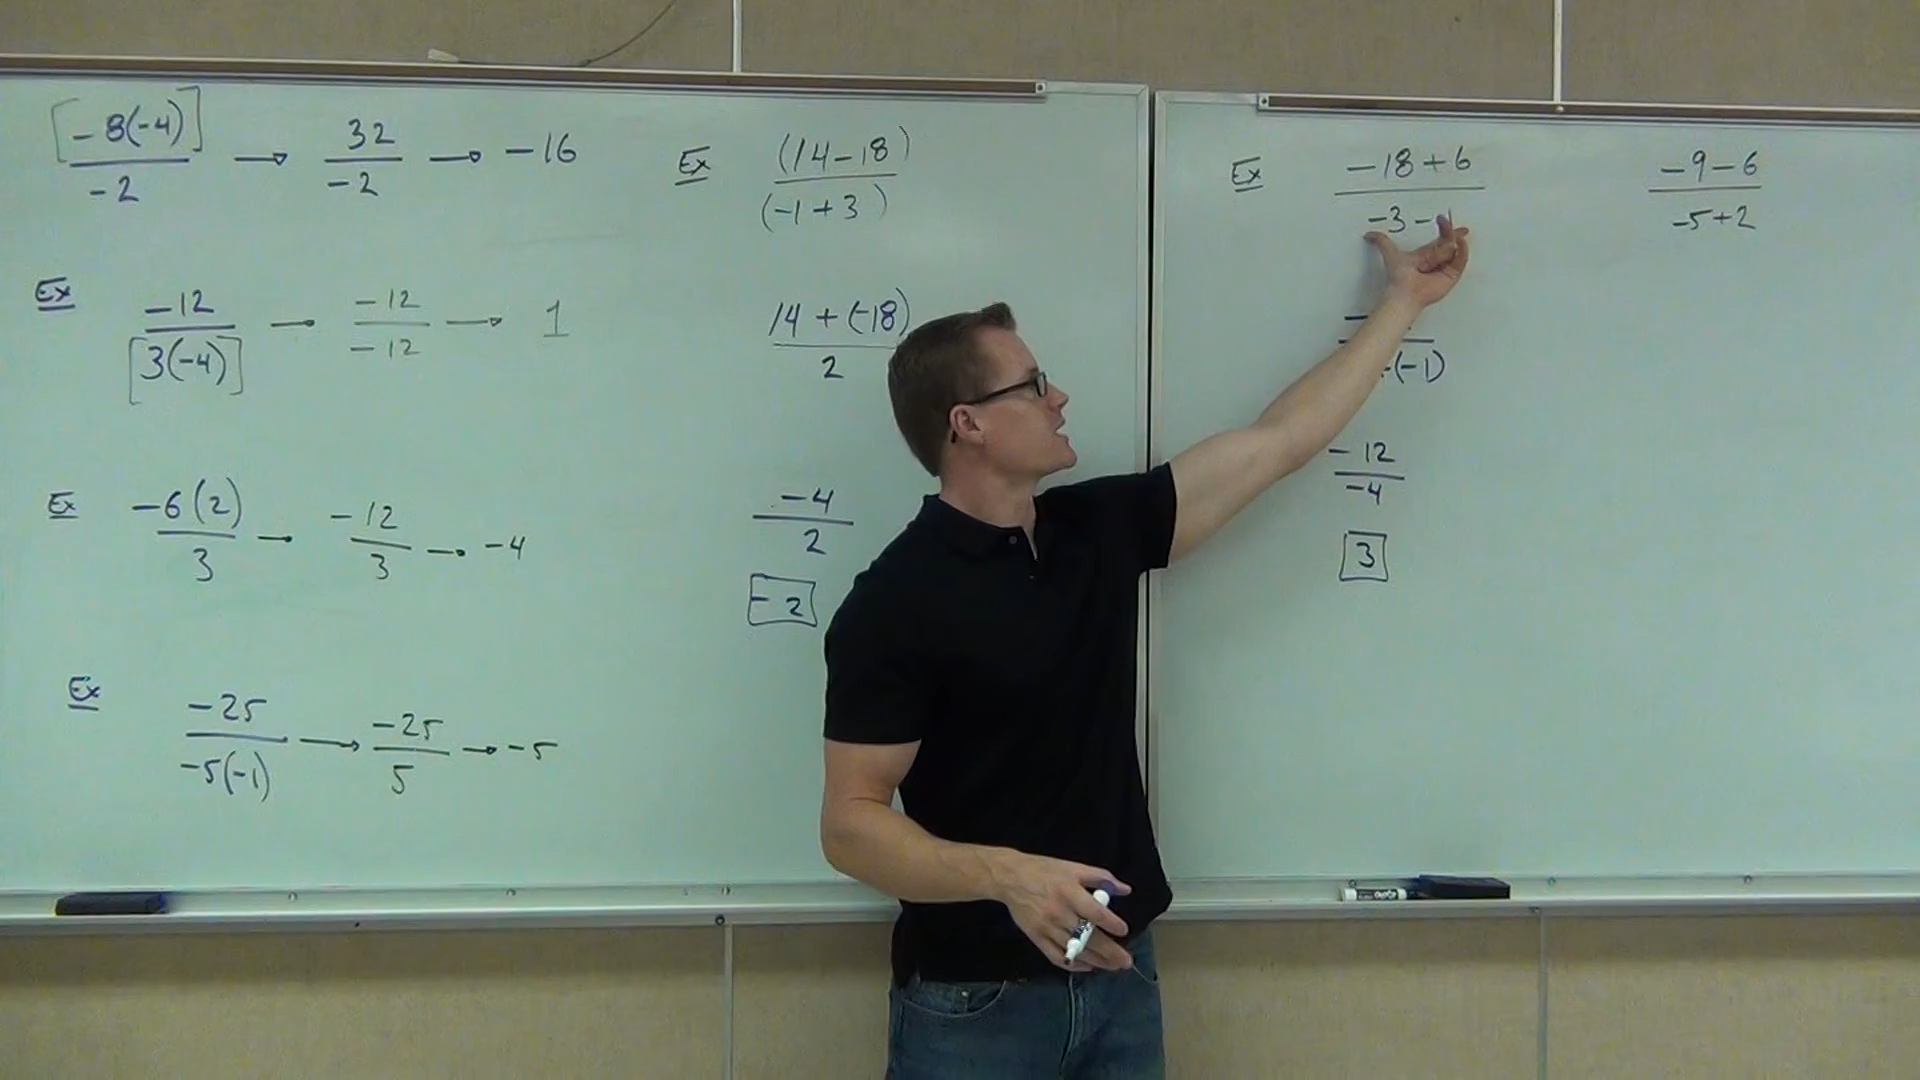 [-8(-4)]/-2 → 32/-2 → -16
Ex -12/[3(-4)] → -12/-12 → 1
Ex -6(2)/3 → -12/3 → -4
Ex -25/-5(-1) → -25/5 → -5
Ex (14-18)/(-1+3)
14+(-18)/2
-4/2
-2
Ex -18+6/-3-1
(-1)
-12/-4
3
-9-6/-5+2